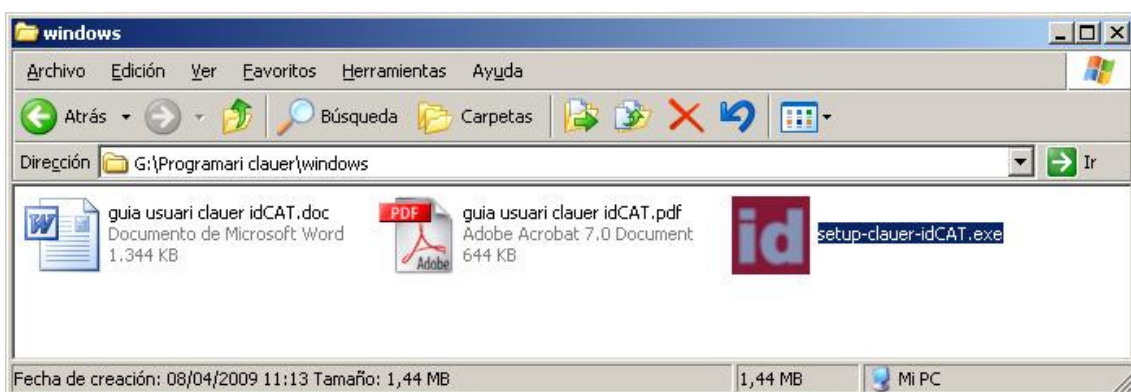 windows
Archivo Edición Ver Favoritos Herramientas Ayuda
Atrás Búsqueda Carpetas
Dirección G:\Programari clauer\windows Ir
guia usuari clauer idCAT.doc
Documento de Microsoft Word
1.344 KB
PDF
Adobe
guia usuari clauer idCAT.pdf
Adobe Acrobat 7.0 Document
644 KB
id
setup-clauer-idCAT.exe
Fecha de creación: 08/04/2009 11:13 Tamaño: 1,44 MB 1,44 MB Mi PC